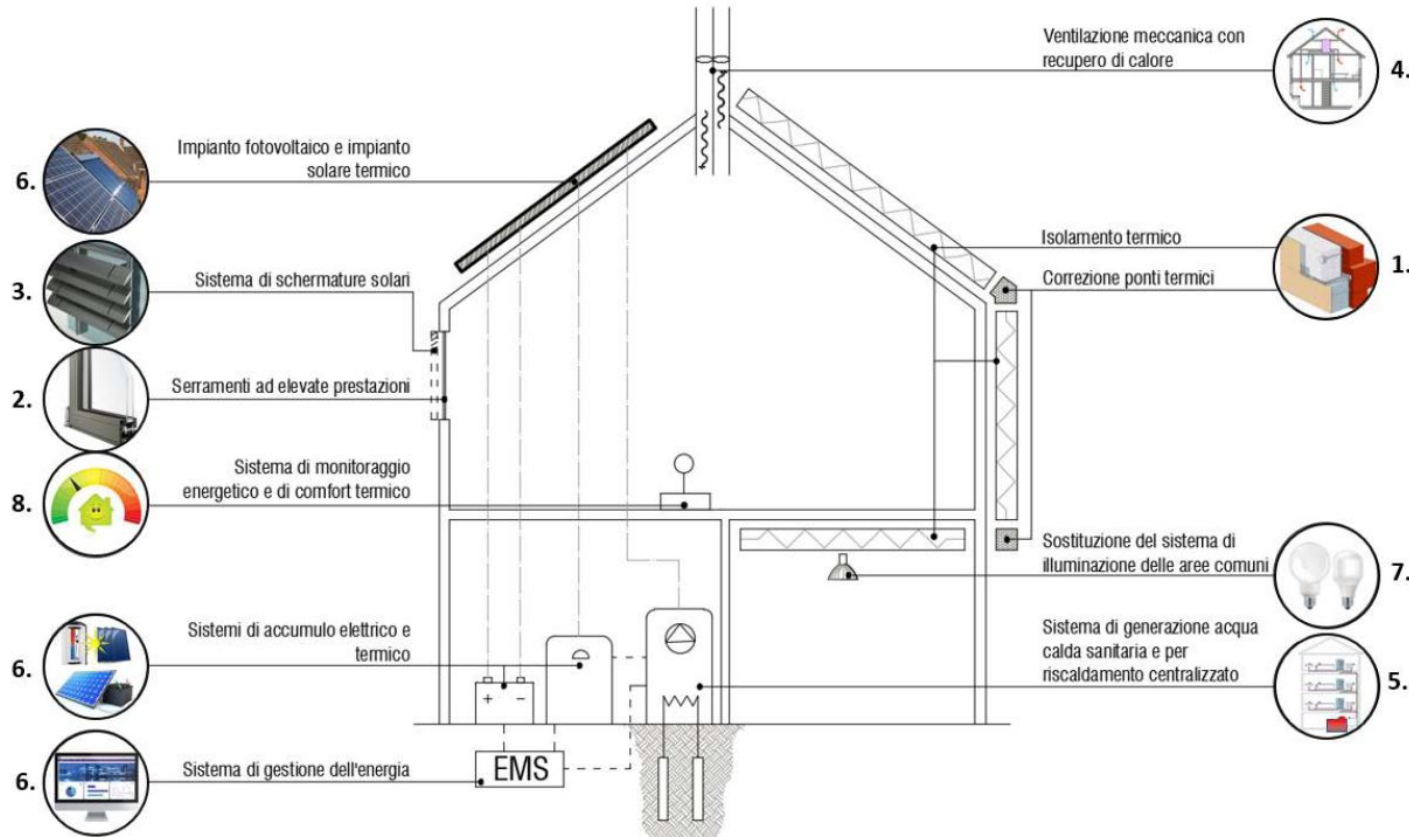 Ventilazione meccanica con
recupero di calore
4.
Impianto fotovoltaico e impianto
solare termico
6.
Isolamento termico
1.
Correzione ponti termici
Sistema di schermature solari
3.
Serramenti ad elevate prestazioni
2.
Sistema di monitoraggio
energetico e di comfort termico
8.
Sostituzione del sistema di
illuminazione delle aree comuni
7.
Sistemi di accumulo elettrico e
termico
6.
Sistema di generazione acqua
calda sanitaria e per
riscaldamento centralizzato
5.
+ −
EMS
Sistema di gestione dell'energia
6.